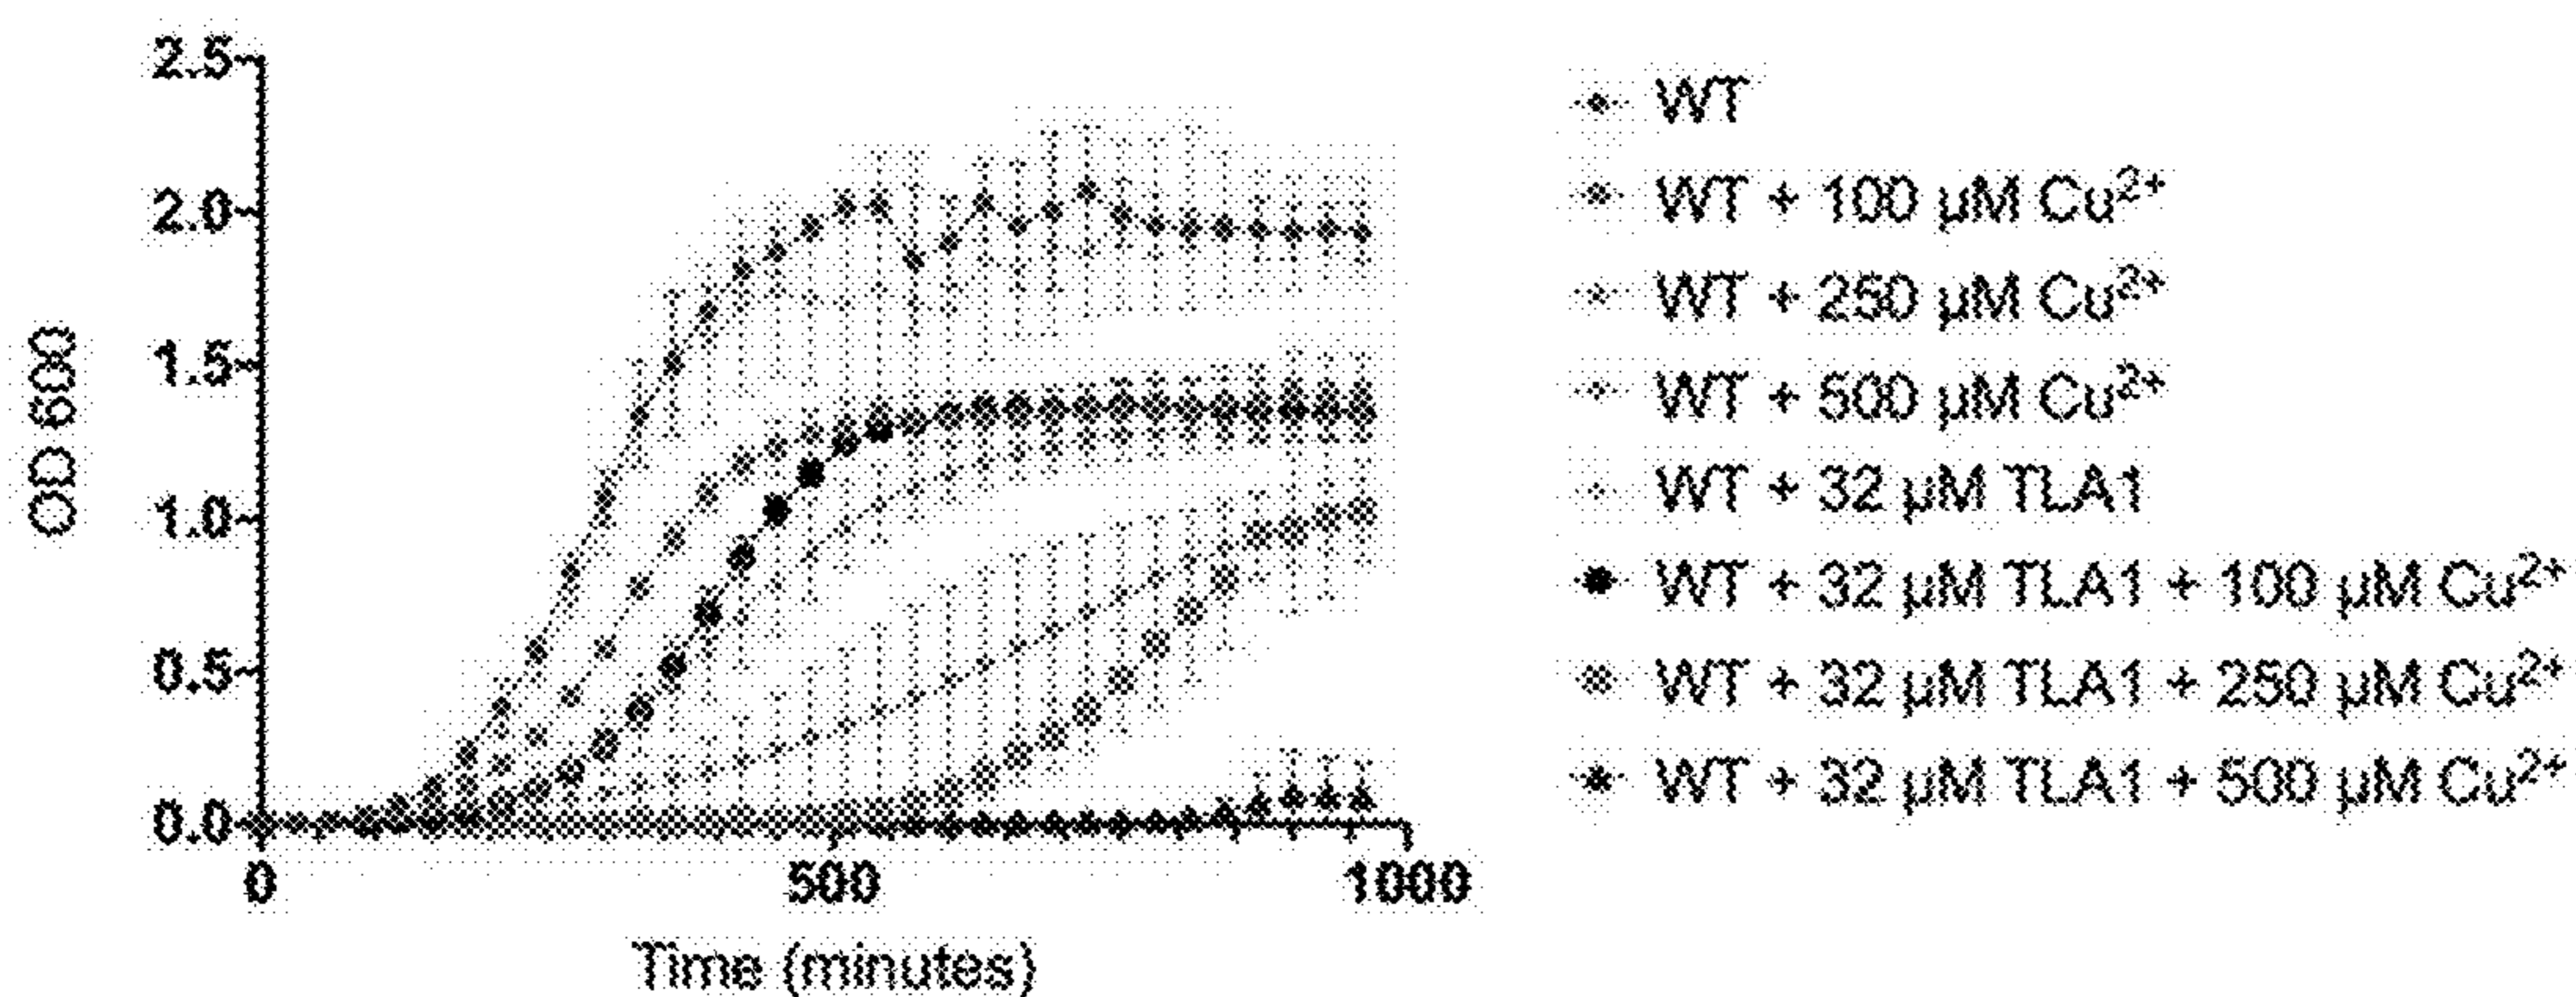 2.5
2.0
1.5
1.0
0.5
0.0
OD 600
0
500
1000
Time (minutes)
WT
WT + 100 µM Cu²⁺
WT + 250 µM Cu²⁺
WT + 500 µM Cu²⁺
WT + 32 µM TLA1
WT + 32 µM TLA1 + 100 µM Cu²⁺
WT + 32 µM TLA1 + 250 µM Cu²⁺
WT + 32 µM TLA1 + 500 µM Cu²⁺